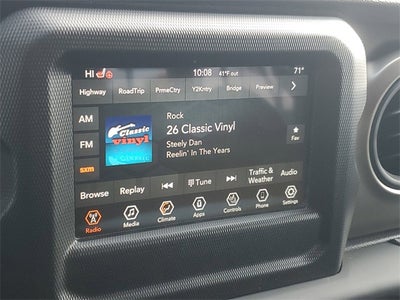 HI 10:08 41°F out 71°
Highway RoadTrip PrmeCtry Y2Kntry Bridge Preview
AM
FM
sxm
Classic
vinyl
Rock
26 Classic Vinyl
Steely Dan
Reelin' In The Years
Fav
Browse Replay Tune Traffic & Weather Audio
Radio Media Climate Apps Controls Phone Settings